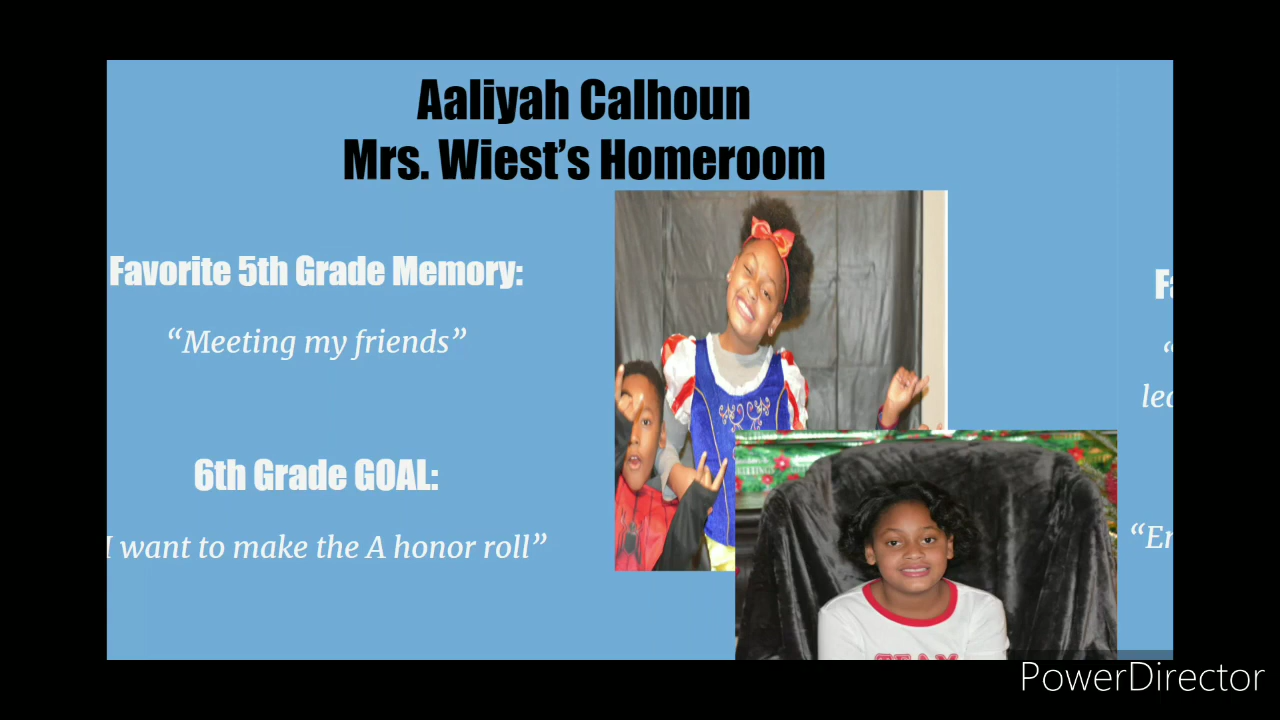 Aaliyah Calhoun
Mrs. Wiest's Homeroom
Favorite 5th Grade Memory:
“Meeting my friends”
6th Grade GOAL:
I want to make the A honor roll”
PowerDirector